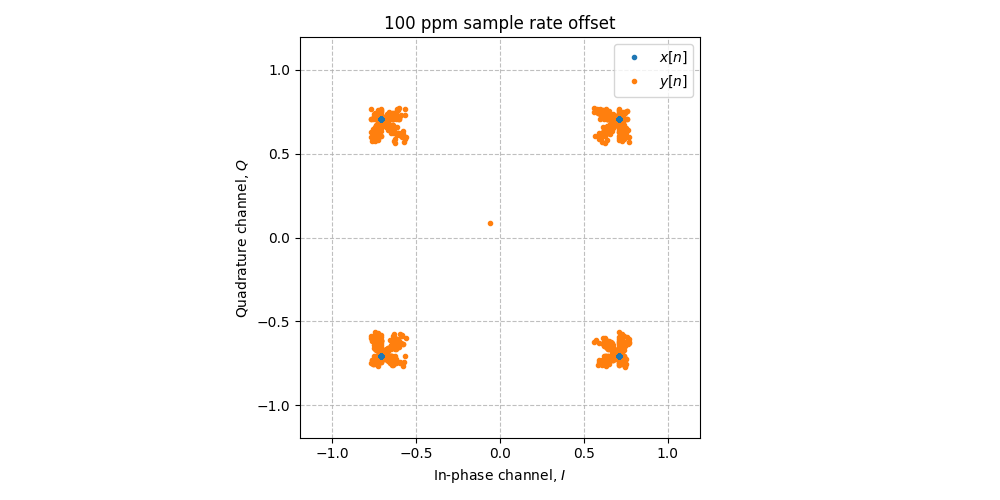 100 ppm sample rate offset
x[n]
y[n]
1.0
0.5
0.0
−0.5
−1.0
Quadrature channel, Q
−1.0
−0.5
0.0
0.5
1.0
In-phase channel, I